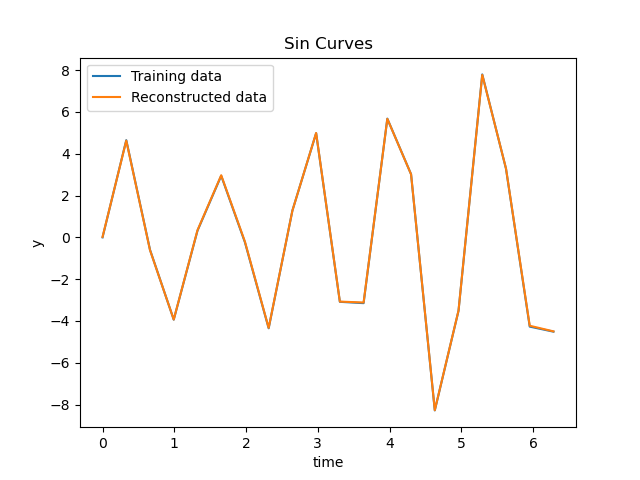 Sin Curves
Training data
Reconstructed data
8
6
4
2
0
−2
−4
−6
−8
y
0 1 2 3 4 5 6
time